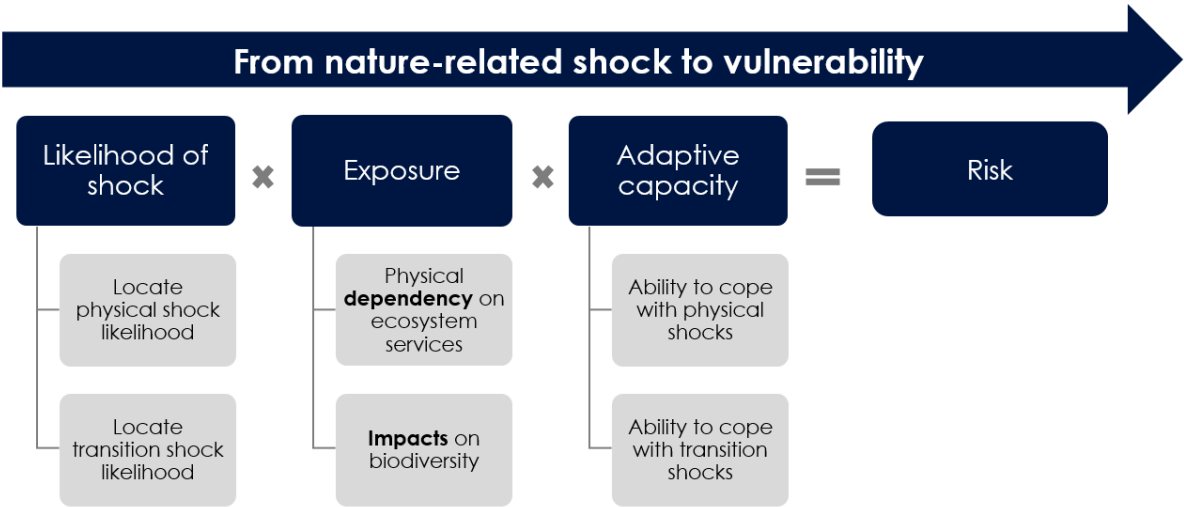 From nature-related shock to vulnerability
Likelihood of
shock
×
Exposure
×
Adaptive
capacity
=
Risk
Locate
physical shock
likelihood
Physical
dependency on
ecosystem
services
Ability to cope
with physical
shocks
Locate
transition shock
likelihood
Impacts on
biodiversity
Ability to cope
with transition
shocks